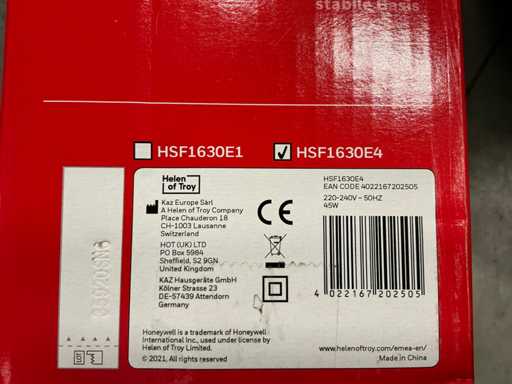 stabile Basis
HSF1630E1
HSF1630E4
Helen
of Troy
Kaz Europe Sàrl
A Helen of Troy Company
Place Chauderon 18
CH-1003 Lausanne
Switzerland
HOT (UK) LTD
PO Box 5984
Sheffield, S2 9GN
United Kingdom
KAZ Hausgeräte GmbH
Kölner Strasse 23
DE-57439 Attendorn
Germany
CE
HSF1630E4
EAN CODE 4022167202505
220-240V ~ 50HZ
45W
4 022167 202505
Honeywell is a trademark of Honeywell
International Inc., used under license by
Helen of Troy Limited.
© 2021, All rights reserved
www.helenoftroy.com/emea-en/
Made in China
LOT